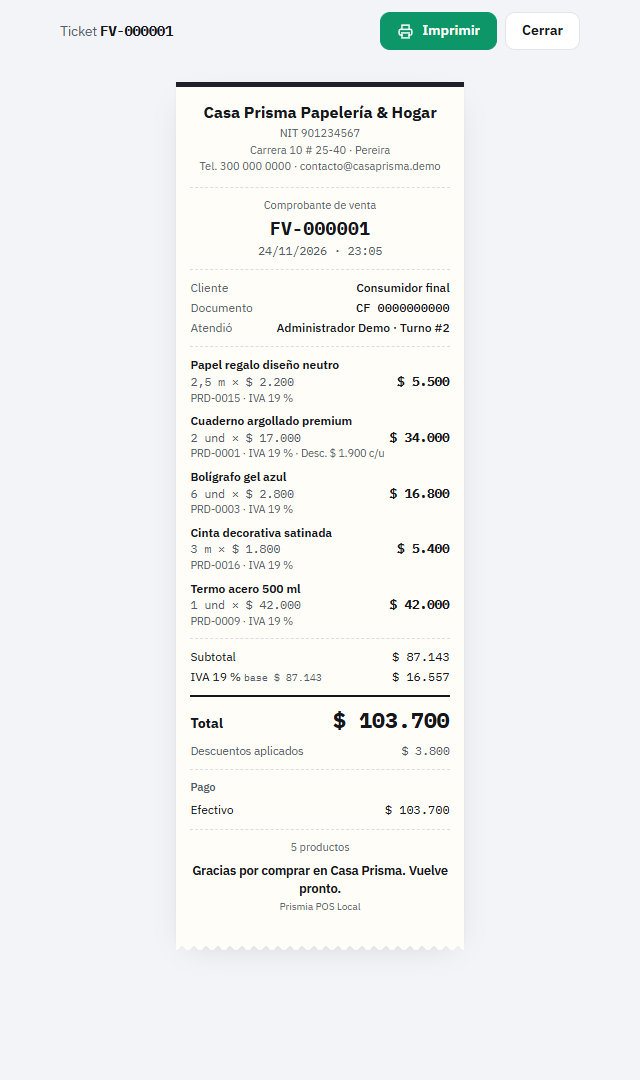 Ticket FV-000001
Imprimir
Cerrar
Casa Prisma Papelería & Hogar
NIT 901234567
Carrera 10 # 25-40 · Pereira
Tel. 300 000 0000 · contacto@casaprisma.demo
Comprobante de venta
FV-000001
24/11/2026 · 23:05
Cliente Consumidor final
Documento CF 0000000000
Atendió Administrador Demo · Turno #2
Papel regalo diseño neutro
2,5 m × $ 2.200 $ 5.500
PRD-0015 · IVA 19 %
Cuaderno argollado premium
2 und × $ 17.000 $ 34.000
PRD-0001 · IVA 19 % · Desc. $ 1.900 c/u
Bolígrafo gel azul
6 und × $ 2.800 $ 16.800
PRD-0003 · IVA 19 %
Cinta decorativa satinada
3 m × $ 1.800 $ 5.400
PRD-0016 · IVA 19 %
Termo acero 500 ml
1 und × $ 42.000 $ 42.000
PRD-0009 · IVA 19 %
Subtotal $ 87.143
IVA 19 % base $ 87.143 $ 16.557
Total $ 103.700
Descuentos aplicados $ 3.800
Pago
Efectivo $ 103.700
5 productos
Gracias por comprar en Casa Prisma. Vuelve
pronto.
Prismia POS Local